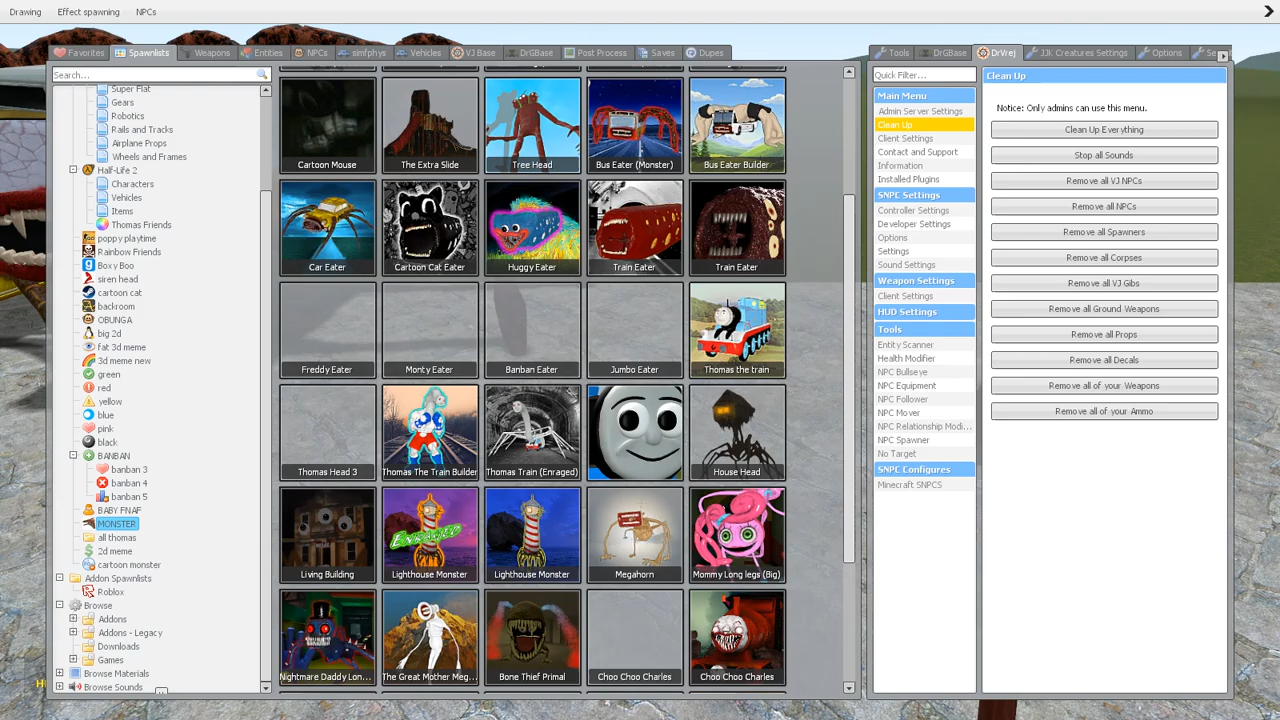 Drawing Effect spawning NPCs
Favorites Spawnlists Weapons Entities NPCs simfphys Vehicles VJ Base DrGBase Post Process Saves Dupes
Tools DrGBase DrVrej JJk Creatures Settings Options Se
Search...
Super Flat
Gears
Robotics
Rails and Tracks
Airplane Props
Wheels and Frames
Half-Life 2
Characters
Vehicles
Items
Thomas Friends
poppy playtime
Rainbow Friends
Boxy Boo
siren head
cartoon cat
backroom
OBUNGA
big 2d
fat 3d meme
3d meme new
green
red
yellow
blue
pink
black
BANBAN
banban 3
banban 4
banban 5
BABY FNAF
MONSTER
all thomas
2d meme
cartoon monster
Addon Spawnlists
Roblox
Browse
Addons
Addons - Legacy
Downloads
Games
Browse Materials
Browse Sounds
Cartoon Mouse The Extra Slide Tree Head Bus Eater (Monster) Bus Eater Builder
Car Eater Cartoon Cat Eater Huggy Eater Train Eater Train Eater
Freddy Eater Monty Eater Banban Eater Jumbo Eater Thomas the train
Thomas Head 3 Thomas The Train Builder Thomas Train (Enraged) House Head
ENRAGED
Living Building Lighthouse Monster Lighthouse Monster Megahorn Mommy Long legs (Big)
Nightmare Daddy Lon... The Great Mother Meg... Bone Thief Primal Choo Choo Charles Choo Choo Charles
Quick Filter...
Main Menu
Admin Server Settings
Clean Up
Client Settings
Contact and Support
Information
Installed Plugins
SNPC Settings
Controller Settings
Developer Settings
Options
Settings
Sound Settings
Weapon Settings
Client Settings
HUD Settings
Tools
Entity Scanner
Health Modifier
NPC Bullseye
NPC Equipment
NPC Follower
NPC Mover
NPC Relationship Modi...
NPC Spawner
No Target
SNPC Configures
Minecraft SNPCS
Clean Up
Notice: Only admins can use this menu.
Clean Up Everything
Stop all Sounds
Remove all VJ NPCs
Remove all NPCs
Remove all Spawners
Remove all Corpses
Remove all VJ Gibs
Remove all Ground Weapons
Remove all Props
Remove all Decals
Remove all of your Weapons
Remove all of your Ammo